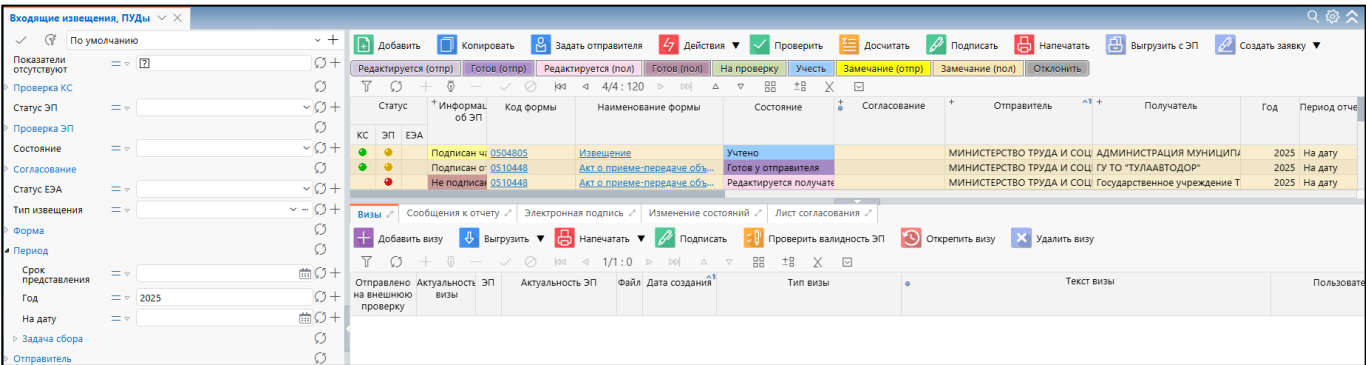 Входящие извещения, ПУДы
По умолчанию
Показатели отсутствуют = ?
Проверка КС
Статус ЭП =
Проверка ЭП
Состояние =
Согласование
Статус ЕЭА =
Тип извещения =
Форма
Период
Срок представления =
Год = 2025
На дату =
Задача сбора
Отправитель
Добавить Копировать Задать отправителя Действия Проверить Досчитать Подписать Напечатать Выгрузить с ЭП Создать заявку
Редактируется (отпр) Готов (отпр) Редактируется (пол) Готов (пол) На проверку Учесть Замечание (отпр) Замечание (пол) Отклонить
4/4 : 120
Статус Информац об ЭП Код формы Наименование формы Состояние Согласование Отправитель 1 Получатель Год Период отче
КС ЭП ЕЭА
Подписан ча 0504805 Извещение Учтено МИНИСТЕРСТВО ТРУДА И СОЦ АДМИНИСТРАЦИЯ МУНИЦИПА 2025 На дату
Подписан от 0510448 Акт о приеме-передаче объ... Готов у отправителя МИНИСТЕРСТВО ТРУДА И СОЦ ГУ ТО "ТУЛААВТОДОР" 2025 На дату
Не подписан 0510448 Акт о приеме-передаче объ... Редактируется получате МИНИСТЕРСТВО ТРУДА И СОЦ Государственное учреждение Т 2025 На дату
Визы Сообщения к отчету Электронная подпись Изменение состояний Лист согласования
Добавить визу Выгрузить Напечатать Подписать Проверить валидность ЭП Открепить визу Удалить визу
1/1 : 0
Отправлено на внешнюю проверку Актуальность визы ЭП Актуальность ЭП Файл Дата создания 1 Тип визы Текст визы Пользовате